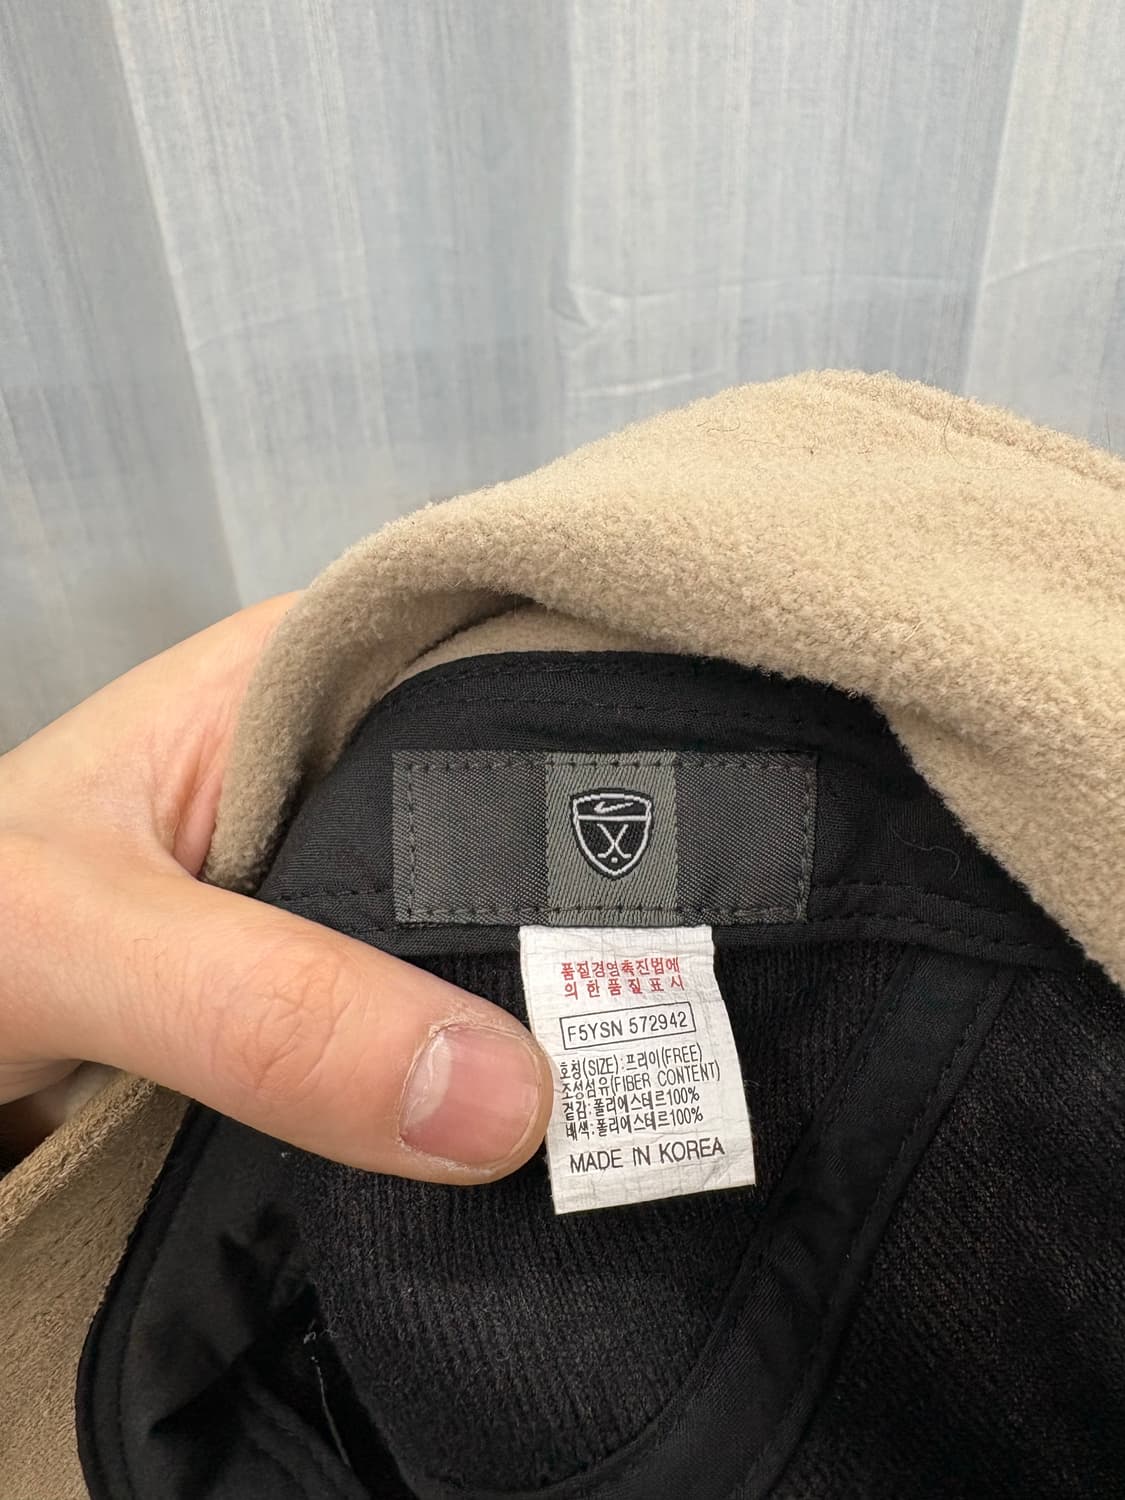 품질경영촉진법에
의한품질표시
F5YSN 572942
호칭(SIZE):프리이(FREE)
조성섬유(FIBER CONTENT)
겉감:폴리에스테르100%
배색:폴리에스테르100%
MADE IN KOREA